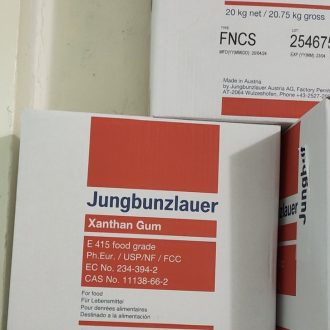 20 kg net / 20.75 kg gross
FNCS 254675
Made in Austria
by Jungbunzlauer Austria AG, Factory Pernhofen
AT-2064 Wulzeshofen. Phone +43-2527-
Jungbunzlauer
Xanthan Gum
E 415 food grade
Ph.Eur. / USP/NF / FCC
EC No. 234-394-2
CAS No. 11138-66-2
For food
Für Lebensmittel
Pour denrées alimentaires
Destinado a la alimentación
Jungb